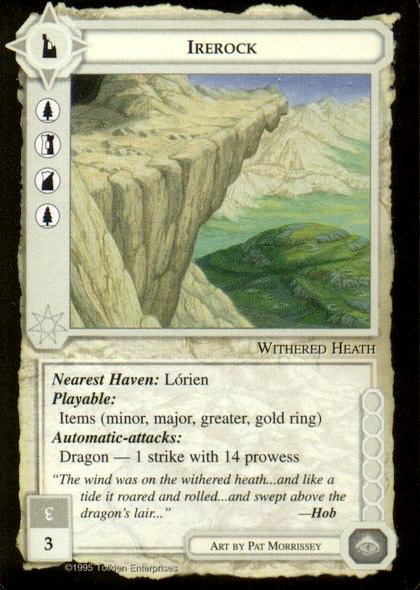 IREROCK
WITHERED HEATH
Nearest Haven: Lórien
Playable:
Items (minor, major, greater, gold ring)
Automatic-attacks:
Dragon — 1 strike with 14 prowess
“The wind was on the withered heath...and like a
tide it roared and rolled...and swept above the
dragon’s lair...” —Hob
3
ART BY PAT MORRISSEY
©1995 Tolkien Enterprises